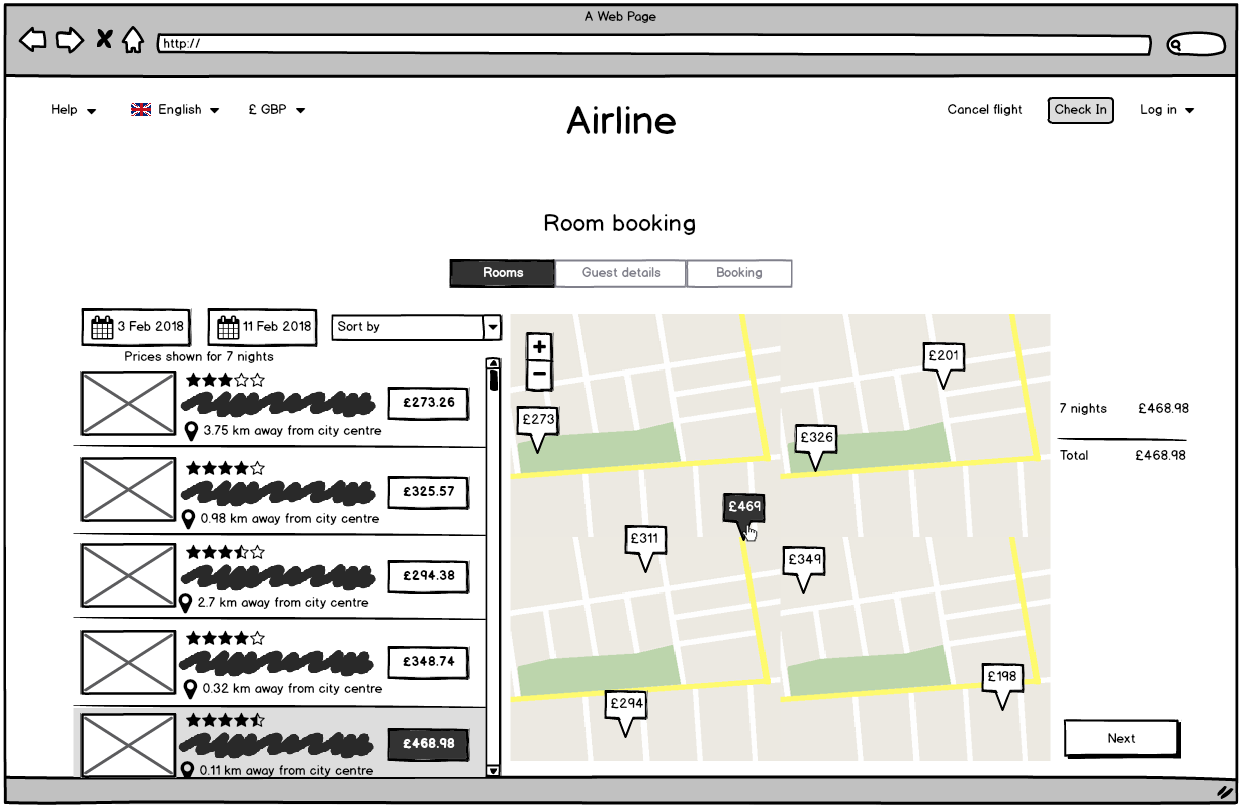 A Web Page
http://
Help
English
£ GBP
Airline
Cancel flight
Check In
Log in
Room booking
Rooms
Guest details
Booking
3 Feb 2018
11 Feb 2018
Sort by
Prices shown for 7 nights
£273.26
3.75 km away from city centre
£325.57
0.98 km away from city centre
£294.38
2.7 km away from city centre
£348.74
0.32 km away from city centre
£468.98
0.11 km away from city centre
+
−
£201
£273
£326
£469
£311
£349
£198
£294
7 nights £468.98
Total £468.98
Next